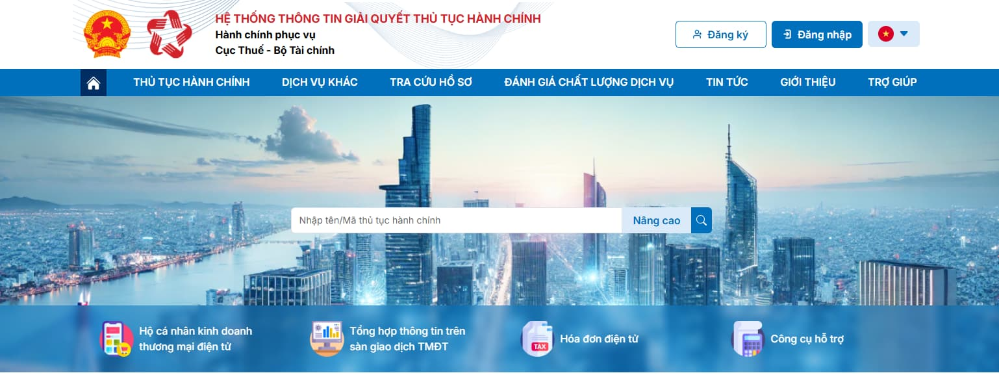 HỆ THỐNG THÔNG TIN GIẢI QUYẾT THỦ TỤC HÀNH CHÍNH
Hành chính phục vụ
Cục Thuế - Bộ Tài chính
Đăng ký
Đăng nhập
THỦ TỤC HÀNH CHÍNH
DỊCH VỤ KHÁC
TRA CỨU HỒ SƠ
ĐÁNH GIÁ CHẤT LƯỢNG DỊCH VỤ
TIN TỨC
GIỚI THIỆU
TRỢ GIÚP
Nhập tên/Mã thủ tục hành chính
Nâng cao
Hộ cá nhân kinh doanh
thương mại điện tử
Tổng hợp thông tin trên
sàn giao dịch TMĐT
TAX
Hóa đơn điện tử
Công cụ hỗ trợ